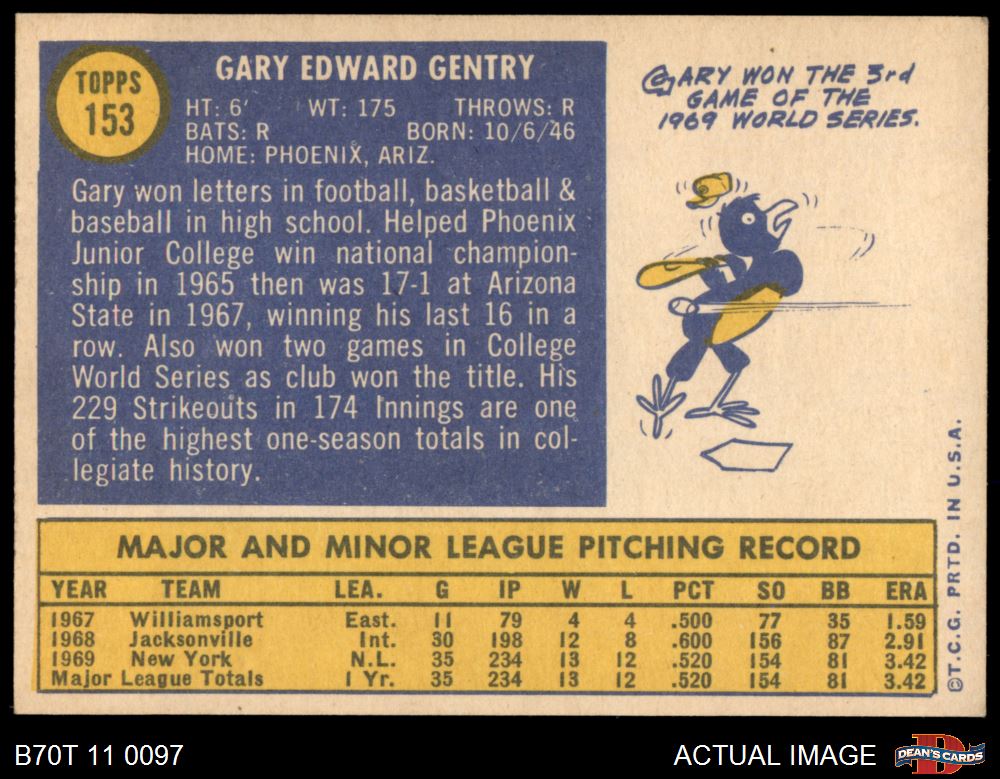 TOPPS
153
GARY EDWARD GENTRY
HT: 6' WT: 175 THROWS: R
BATS: R BORN: 10/6/46
HOME: PHOENIX, ARIZ.
Gary won letters in football, basketball &
baseball in high school. Helped Phoenix
Junior College win national champion-
ship in 1965 then was 17-1 at Arizona
State in 1967, winning his last 16 in a
row. Also won two games in College
World Series as club won the title. His
229 Strikeouts in 174 Innings are one
of the highest one-season totals in col-
legiate history.
GARY WON THE 3rd
GAME OF THE
1969 WORLD SERIES.
MAJOR AND MINOR LEAGUE PITCHING RECORD
YEAR TEAM LEA. G IP W L PCT SO BB ERA
1967 Williamsport East. 11 79 4 4 .500 77 35 1.59
1968 Jacksonville Int. 30 198 12 8 .600 156 87 2.91
1969 New York N.L. 35 234 13 12 .520 154 81 3.42
Major League Totals 1 Yr. 35 234 13 12 .520 154 81 3.42
©T.C.G. PRTD. IN U.S.A.
B70T 11 0097
ACTUAL IMAGE
DEAN'S CARDS